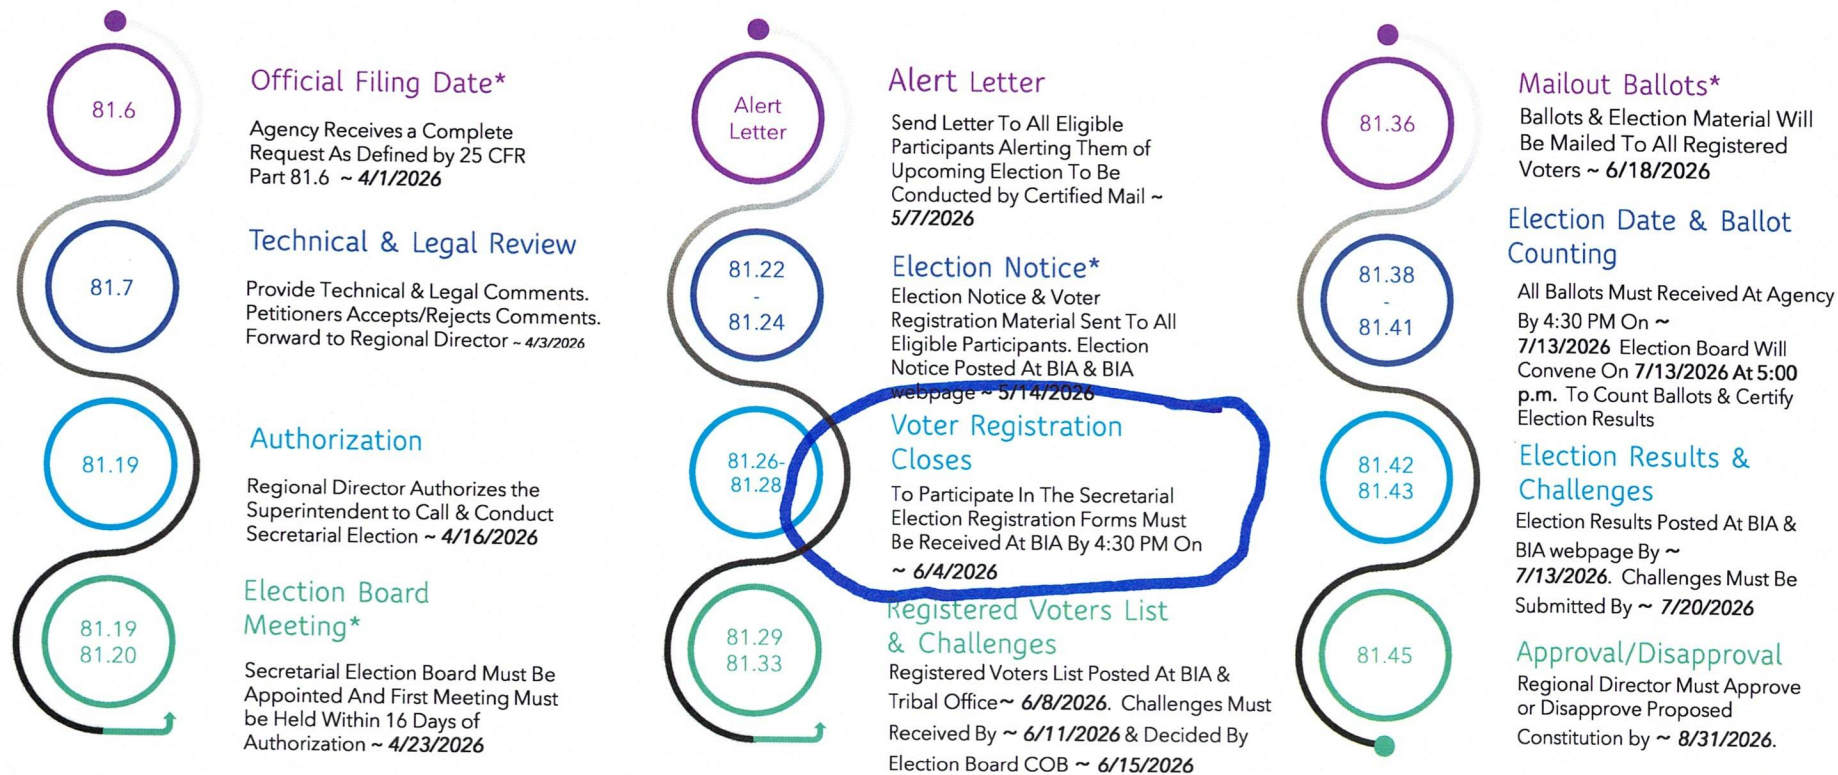 81.6
Official Filing Date*
Agency Receives a Complete
Request As Defined by 25 CFR
Part 81.6 ~ 4/1/2026
81.7
Technical & Legal Review
Provide Technical & Legal Comments.
Petitioners Accepts/Rejects Comments.
Forward to Regional Director ~ 4/3/2026
81.19
Authorization
Regional Director Authorizes the
Superintendent to Call & Conduct
Secretarial Election ~ 4/16/2026
81.19
81.20
Election Board
Meeting*
Secretarial Election Board Must Be
Appointed And First Meeting Must
be Held Within 16 Days of
Authorization ~ 4/23/2026
Alert
Letter
Alert Letter
Send Letter To All Eligible
Participants Alerting Them of
Upcoming Election To Be
Conducted by Certified Mail ~
5/7/2026
81.22
-
81.24
Election Notice*
Election Notice & Voter
Registration Material Sent To All
Eligible Participants. Election
Notice Posted At BIA & BIA
webpage ~ 5/14/2026
81.26-
81.28
Voter Registration
Closes
To Participate In The Secretarial
Election Registration Forms Must
Be Received At BIA By 4:30 PM On
~ 6/4/2026
81.29
81.33
Registered Voters List
& Challenges
Registered Voters List Posted At BIA &
Tribal Office~ 6/8/2026. Challenges Must
Received By ~ 6/11/2026 & Decided By
Election Board COB ~ 6/15/2026
81.36
Mailout Ballots*
Ballots & Election Material Will
Be Mailed To All Registered
Voters ~ 6/18/2026
81.38
-
81.41
Election Date & Ballot
Counting
All Ballots Must Received At Agency
By 4:30 PM On ~
7/13/2026 Election Board Will
Convene On 7/13/2026 At 5:00
p.m. To Count Ballots & Certify
Election Results
81.42
81.43
Election Results &
Challenges
Election Results Posted At BIA &
BIA webpage By ~
7/13/2026. Challenges Must Be
Submitted By ~ 7/20/2026
81.45
Approval/Disapproval
Regional Director Must Approve
or Disapprove Proposed
Constitution by ~ 8/31/2026.